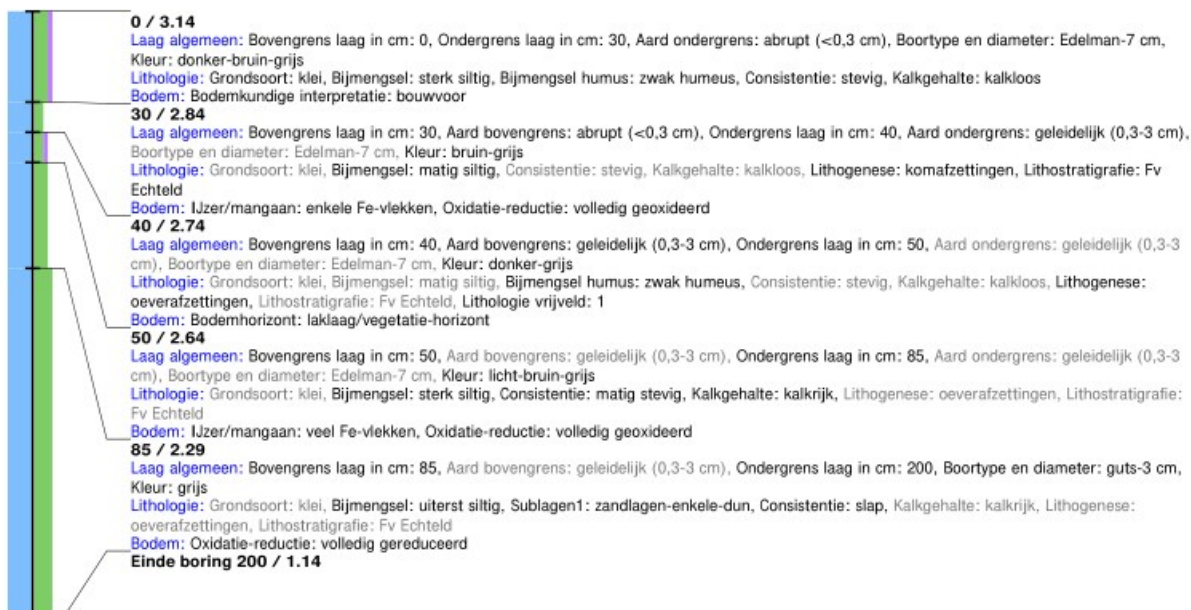 0 / 3.14
Laag algemeen: Bovengrens laag in cm: 0, Ondergrens laag in cm: 30, Aard ondergrens: abrupt (<0,3 cm), Boortype en diameter: Edelman-7 cm,
Kleur: donker-bruin-grijs
Lithologie: Grondsoort: klei, Bijmengsel: sterk siltig, Bijmengsel humus: zwak humeus, Consistentie: stevig, Kalkgehalte: kalkloos
Bodem: Bodemkundige interpretatie: bouwvoor
30 / 2.84
Laag algemeen: Bovengrens laag in cm: 30, Aard bovengrens: abrupt (<0,3 cm), Ondergrens laag in cm: 40, Aard ondergrens: geleidelijk (0,3-3 cm),
Boortype en diameter: Edelman-7 cm, Kleur: bruin-grijs
Lithologie: Grondsoort: klei, Bijmengsel: matig siltig, Consistentie: stevig, Kalkgehalte: kalkloos, Lithogenese: komafzettingen, Lithostratigrafie: Fv
Echteld
Bodem: IJzer/mangaan: enkele Fe-vlekken, Oxidatie-reductie: volledig geoxideerd
40 / 2.74
Laag algemeen: Bovengrens laag in cm: 40, Aard bovengrens: geleidelijk (0,3-3 cm), Ondergrens laag in cm: 50, Aard ondergrens: geleidelijk (0,3-3
cm), Boortype en diameter: Edelman-7 cm, Kleur: donker-grijs
Lithologie: Grondsoort: klei, Bijmengsel: matig siltig, Bijmengsel humus: zwak humeus, Consistentie: stevig, Kalkgehalte: kalkloos, Lithogenese:
oeverafzettingen, Lithostratigrafie: Fv Echteld, Lithologie vrijveld: 1
Bodem: Bodemhorizont: laklaag/vegetatie-horizont
50 / 2.64
Laag algemeen: Bovengrens laag in cm: 50, Aard bovengrens: geleidelijk (0,3-3 cm), Ondergrens laag in cm: 85, Aard ondergrens: geleidelijk (0,3-3
cm), Boortype en diameter: Edelman-7 cm, Kleur: licht-bruin-grijs
Lithologie: Grondsoort: klei, Bijmengsel: sterk siltig, Consistentie: matig stevig, Kalkgehalte: kalkrijk, Lithogenese: oeverafzettingen, Lithostratigrafie:
Fv Echteld
Bodem: IJzer/mangaan: veel Fe-vlekken, Oxidatie-reductie: volledig geoxideerd
85 / 2.29
Laag algemeen: Bovengrens laag in cm: 85, Aard bovengrens: geleidelijk (0,3-3 cm), Ondergrens laag in cm: 200, Boortype en diameter: guts-3 cm,
Kleur: grijs
Lithologie: Grondsoort: klei, Bijmengsel: uiterst siltig, Sublagen1: zandlagen-enkele-dun, Consistentie: slap, Kalkgehalte: kalkrijk, Lithogenese:
oeverafzettingen, Lithostratigrafie: Fv Echteld
Bodem: Oxidatie-reductie: volledig gereduceerd
Einde boring 200 / 1.14